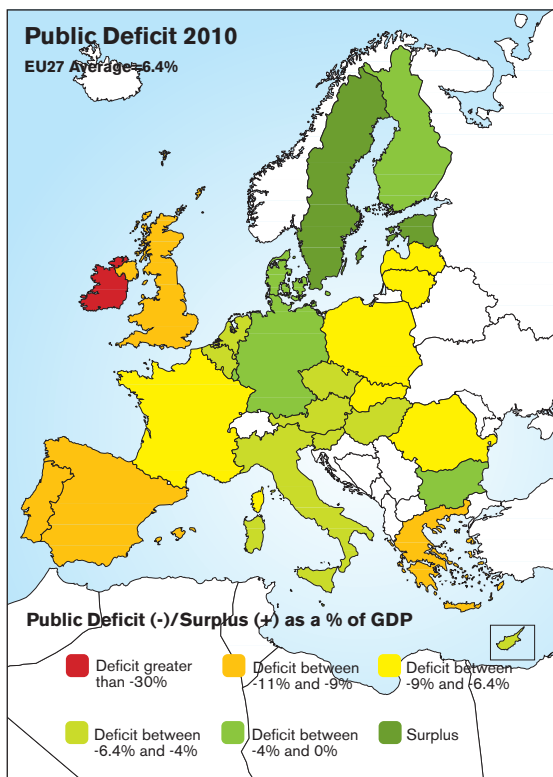 Public Deficit 2010
EU27 Average=6.4%
Public Deficit (-)/Surplus (+) as a % of GDP
Deficit greater
than -30%
Deficit between
-11% and -9%
Deficit between
-9% and -6.4%
Deficit between
-6.4% and -4%
Deficit between
-4% and 0%
Surplus